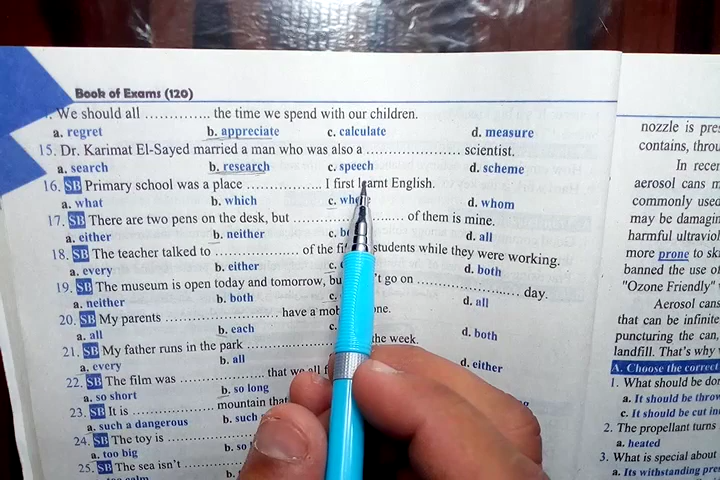 Book of Exams (120)
We should all .............. the time we spend with our children.
a. regret b. appreciate c. calculate d. measure
15. Dr. Karimat El-Sayed married a man who was also a .................... scientist.
a. search b. research c. speech d. scheme
16. SB Primary school was a place ................ I first learnt English.
a. what b. which c. d. whom
17. SB There are two pens on the desk, but .................... of them is mine.
a. either b. neither c. d. all
18. SB The teacher talked to ................. of the students while they were working.
a. every b. either c. d. both
19. SB The museum is open today and tomorrow, go on .................... day.
a. neither b. both c. d. all
20. SB My parents .................... have a
a. all b. each d. both
21. SB My father runs in the park .................... the week.
a. every b. all d. either
22. SB The film was .................... that we all
a. so short b. so long
23. SB It is .................... mountain
a. such a dangerous b. such
24. SB The toy is
a. too big b.
25. SB The sea isn't
calm b.
nozzle is
contains,
In
aerosol cans
commonly used
may be
harmful
more prone to
banned the use
"Ozone Friendly"
Aerosol cans
that can be
puncturing the can,
landfill. That's why
A. Choose the correct
1. What should be
a. It should be
c. It should be cut
2. The propellant turns
a. heated
3. What is special about
a. Its withstanding